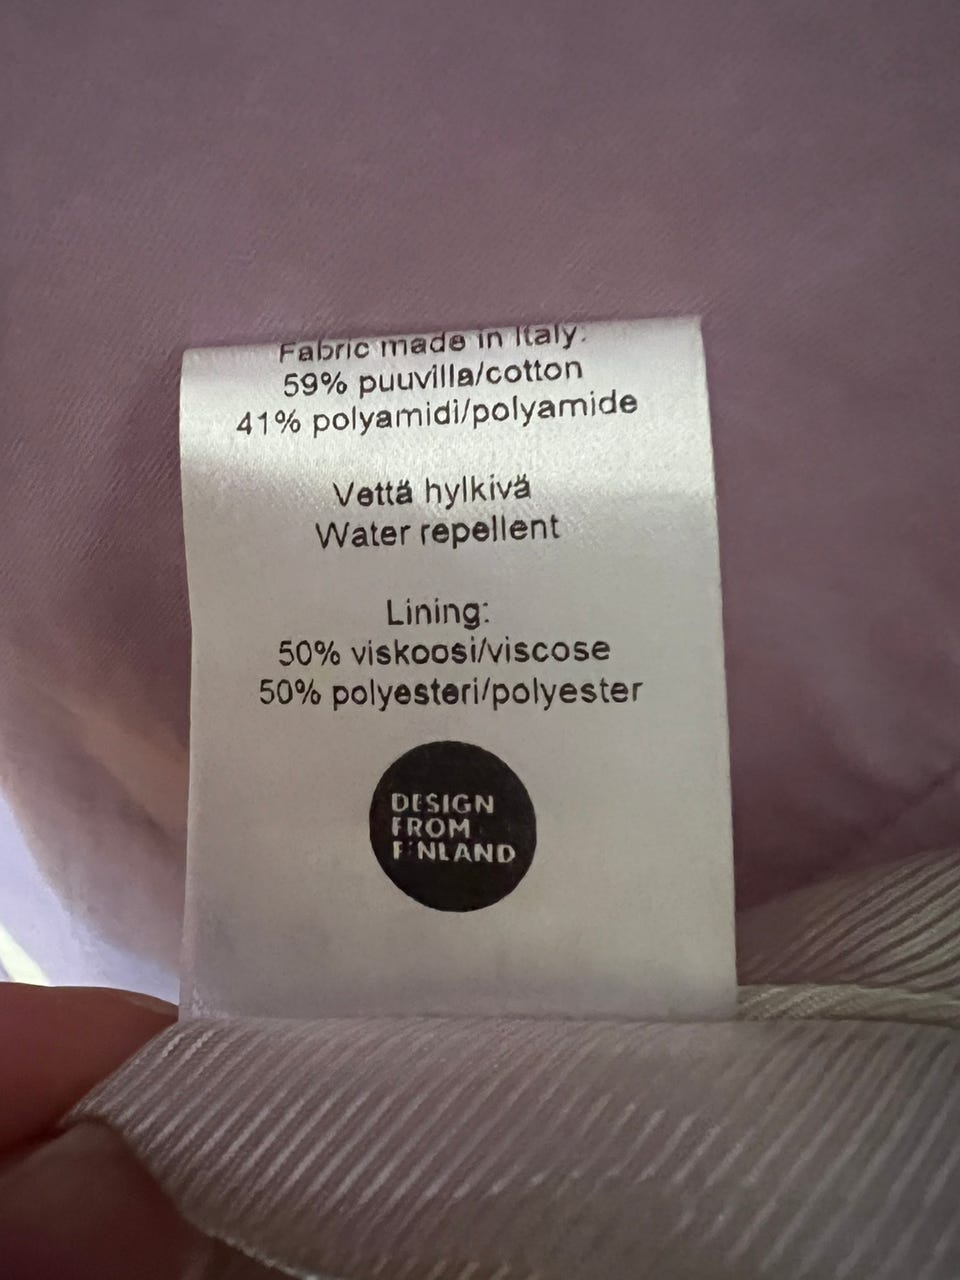 Fabric made in Italy:
59% puuvilla/cotton
41% polyamidi/polyamide
Vettä hylkivä
Water repellent
Lining:
50% viskoosi/viscose
50% polyesteri/polyester
DESIGN
FROM
FINLAND